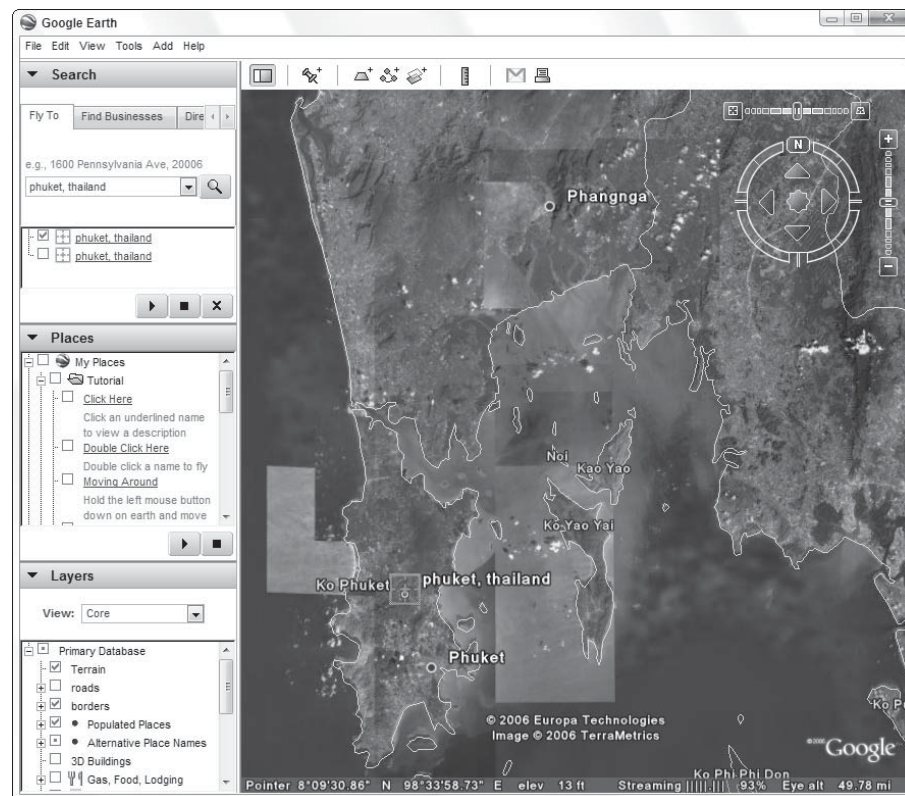 Google Earth
File Edit View Tools Add Help
Search
Fly To
Find Businesses
Dire
e.g., 1600 Pennsylvania Ave, 20006
phuket, thailand
phuket, thailand
phuket, thailand
Places
My Places
Tutorial
Click Here
Click an underlined name
to view a description
Double Click Here
Double click a name to fly
Moving Around
Hold the left mouse button
down on earth and move
Layers
View: Core
Primary Database
Terrain
roads
borders
Populated Places
Alternative Place Names
3D Buildings
Gas, Food, Lodging
N
Phangnga
Noi
Kao Yao
Ko Yao Yai
Ko Phuket
phuket, thailand
Phuket
Ko P
© 2006 Europa Technologies
Image © 2006 TerraMetrics
Google
Ko Phi Phi Don
Pointer 8°09'30.86" N 98°33'58.73" E elev 13 ft Streaming |||||.||| 93% Eye alt 49.78 mi